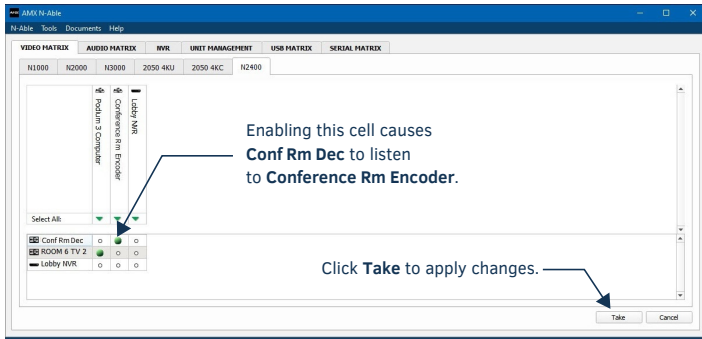 AMX N-Able
N-Able Tools Documents Help
VIDEO MATRIX AUDIO MATRIX NVR UNIT MANAGEMENT USB MATRIX SERIAL MATRIX
N1000 N2000 N3000 2050 4KU 2050 4KC N2400
Podium 3 Computer
Conference Rm Encoder
Lobby NVR
Enabling this cell causes
Conf Rm Dec to listen
to Conference Rm Encoder.
Select All:
Conf Rm Dec
ROOM 6 TV 2
Lobby NVR
Click Take to apply changes.
Take Cancel